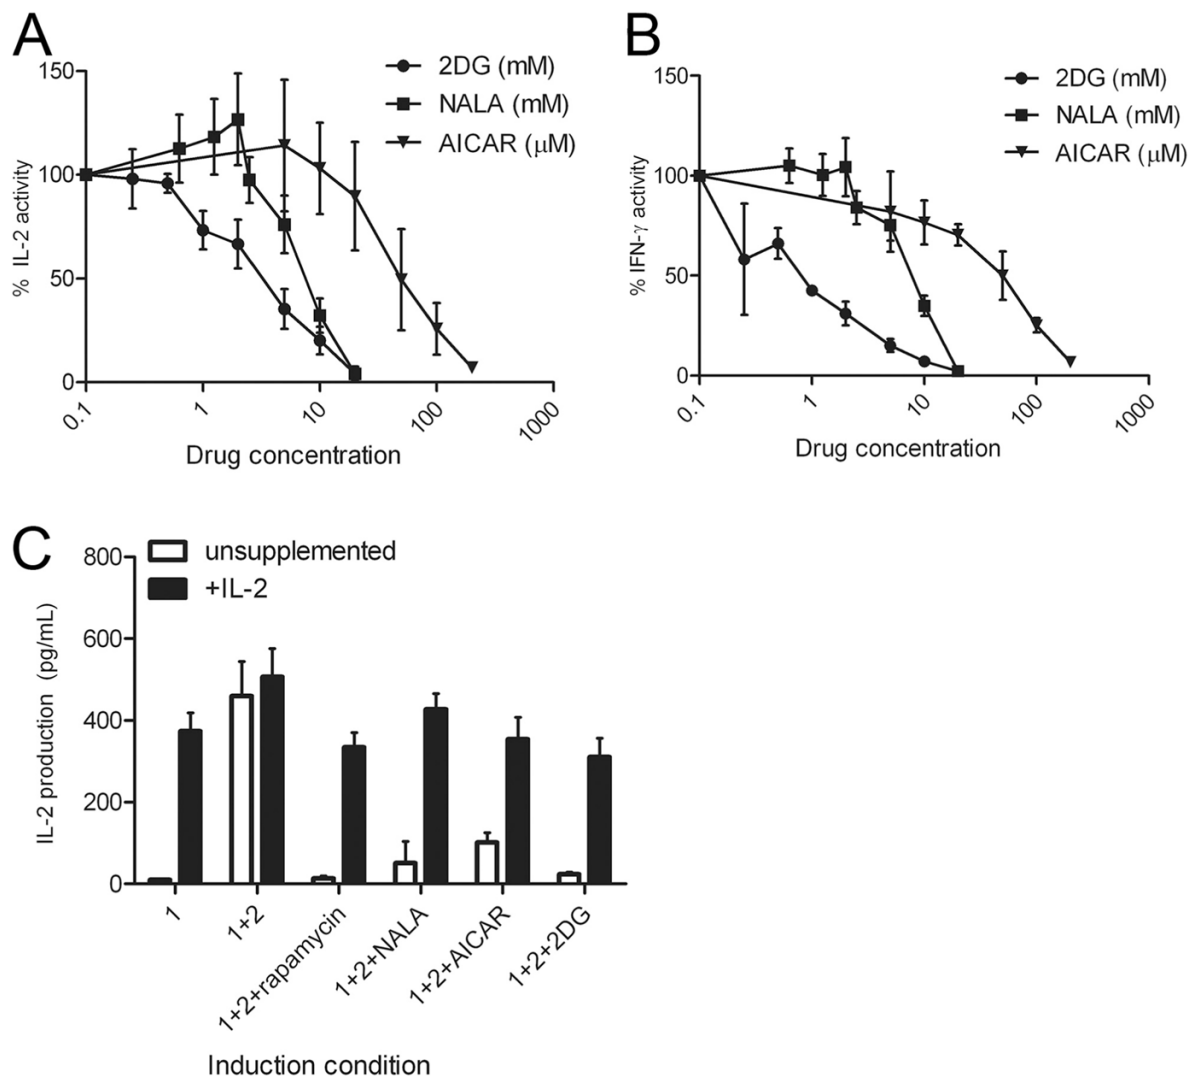 A
150
100
50
0
% IL-2 activity
2DG (mM)
NALA (mM)
AICAR (μM)
0.1
1
10
100
1000
Drug concentration
B
150
100
50
0
% IFN-γ activity
2DG (mM)
NALA (mM)
AICAR (μM)
0.1
1
10
100
1000
Drug concentration
C
800
600
400
200
0
IL-2 production (pg/mL)
unsupplemented
+IL-2
1
1+2
1+2+rapamycin
1+2+NALA
1+2+AICAR
1+2+2DG
Induction condition